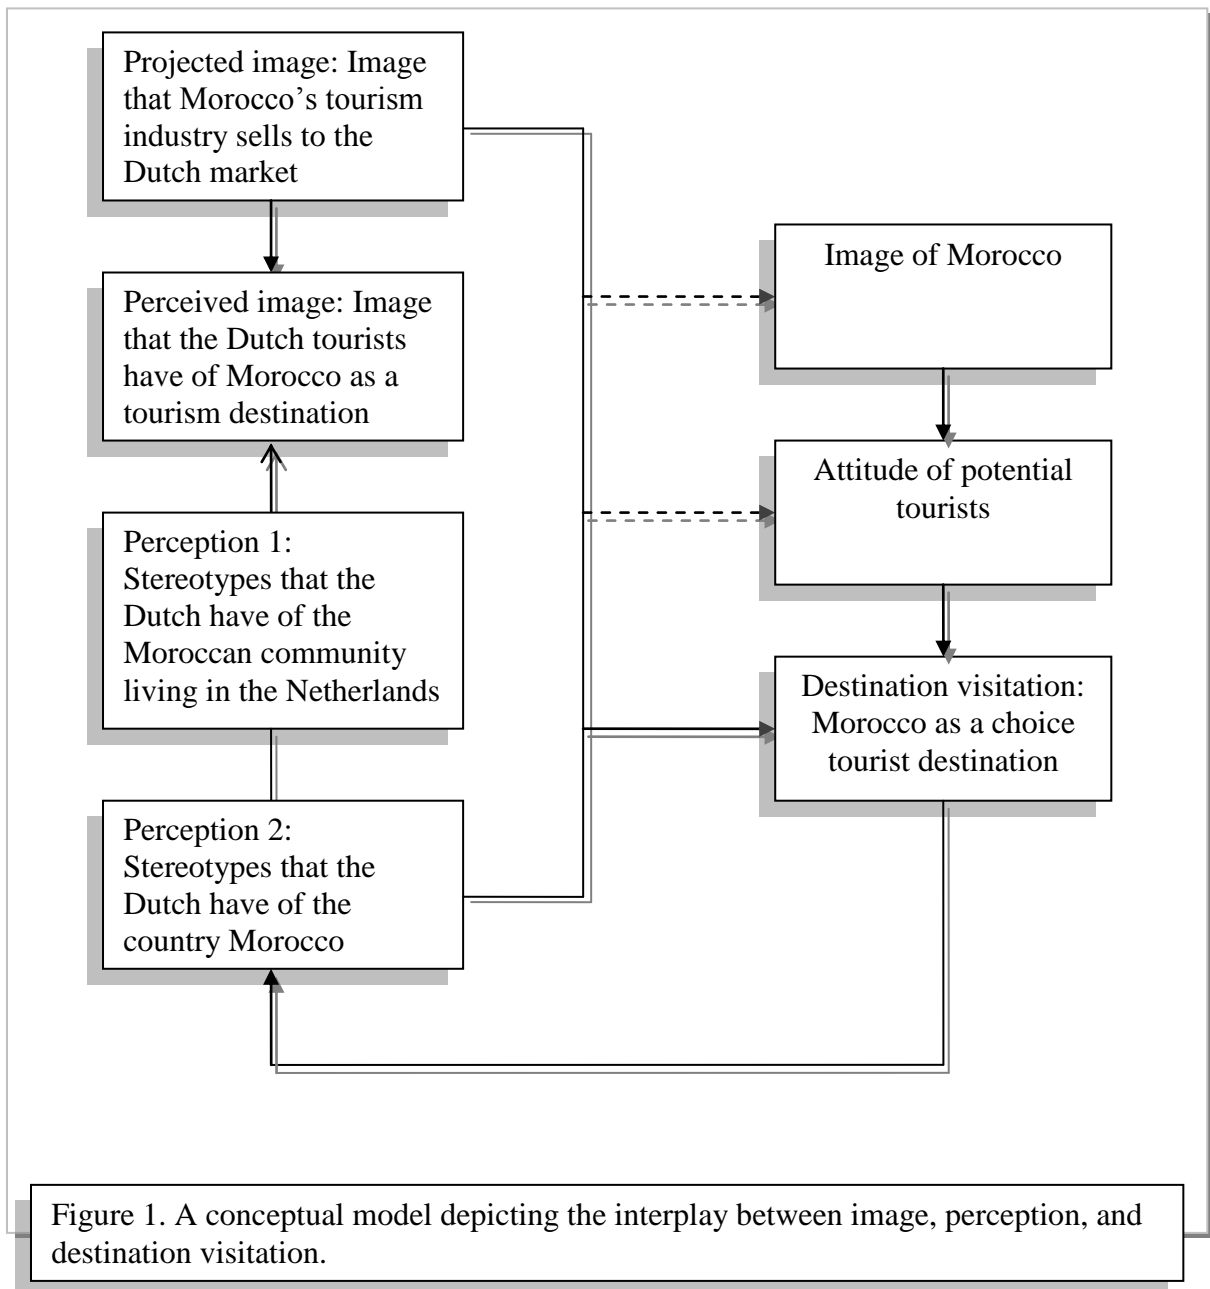 Projected image: Image
that Morocco’s tourism
industry sells to the
Dutch market
Perceived image: Image
that the Dutch tourists
have of Morocco as a
tourism destination
Perception 1:
Stereotypes that the
Dutch have of the
Moroccan community
living in the Netherlands
Perception 2:
Stereotypes that the
Dutch have of the
country Morocco
Image of Morocco
Attitude of potential
tourists
Destination visitation:
Morocco as a choice
tourist destination
Figure 1. A conceptual model depicting the interplay between image, perception, and
destination visitation.